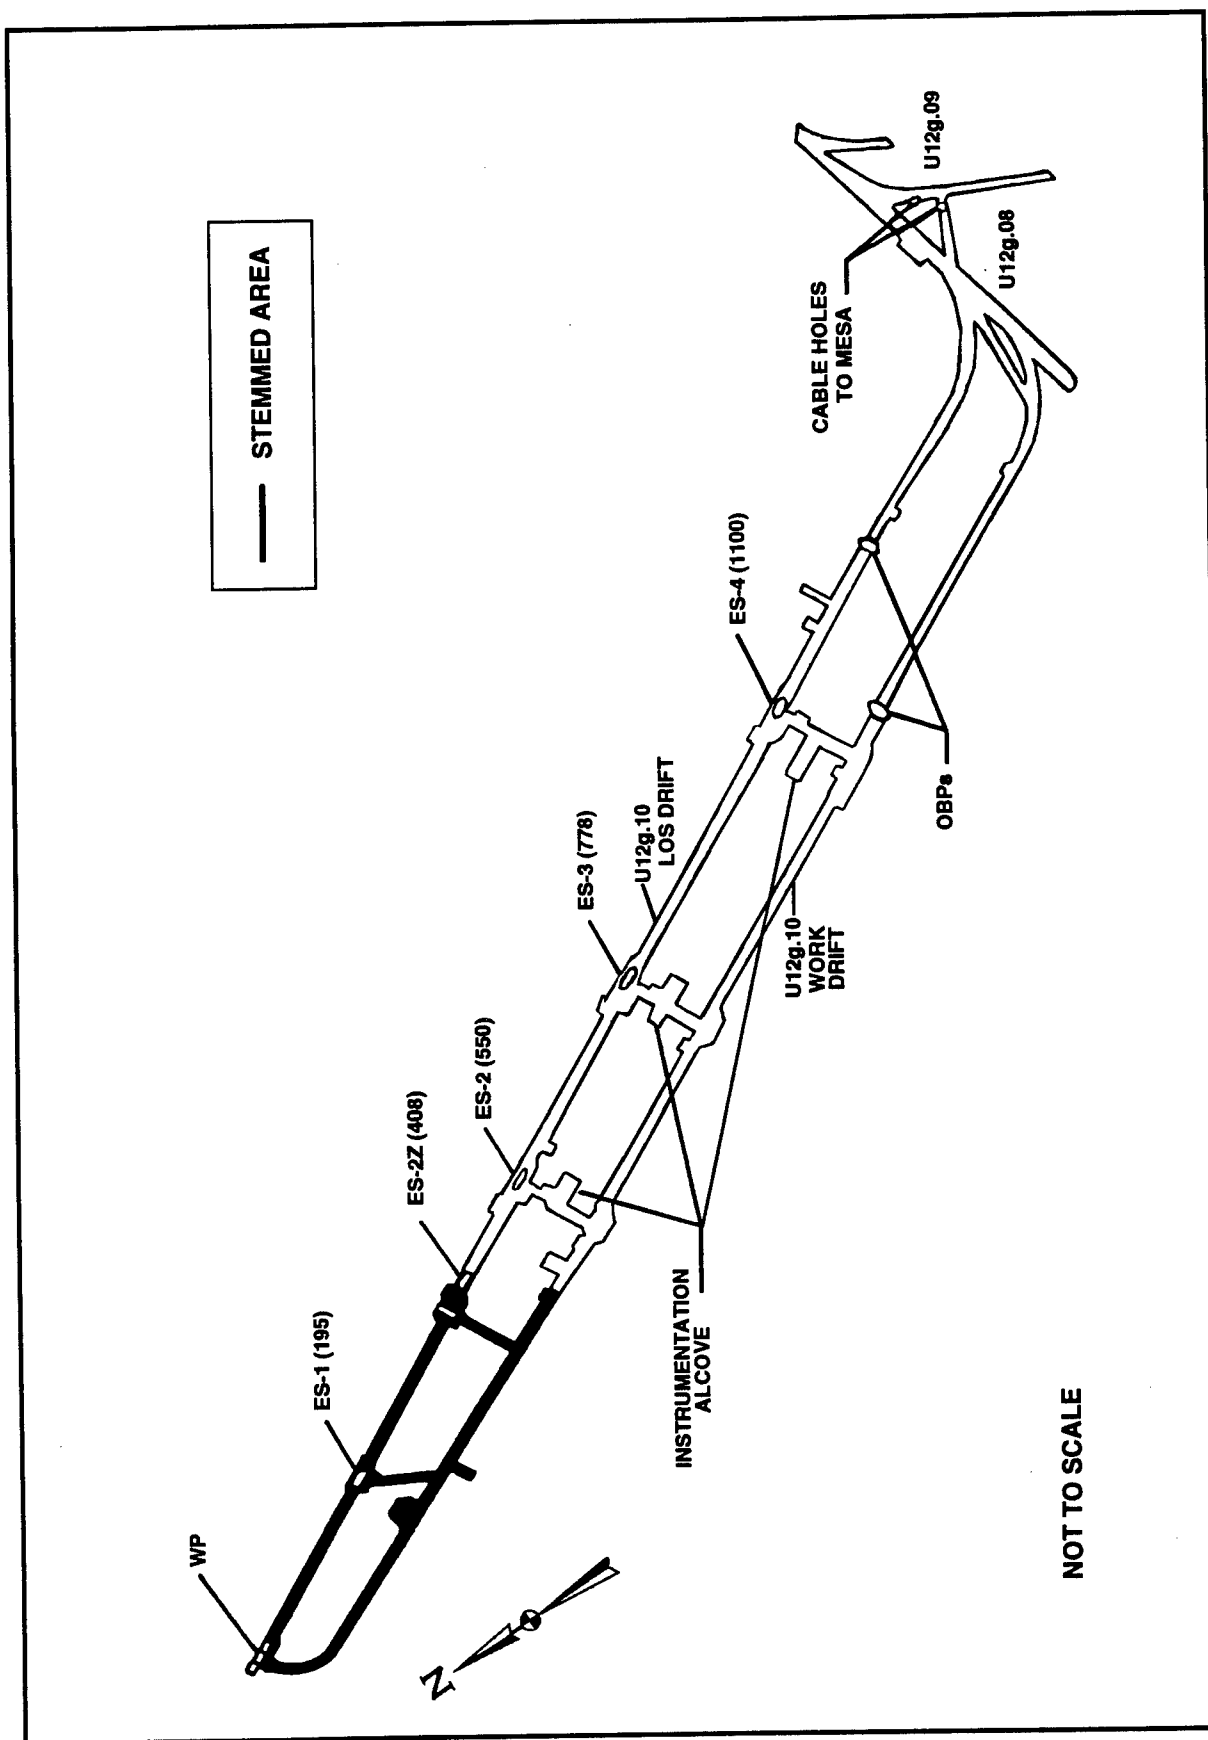 STEMMED AREA
WP
ES-1 (195)
ES-2Z (408)
ES-2 (550)
ES-3 (778)
U12g.10
LOS DRIFT
ES-4 (1100)
CABLE HOLES
TO MESA
U12g.09
U12g.08
INSTRUMENTATION
ALCOVE
U12g.10
WORK
DRIFT
OBPs
N
NOT TO SCALE